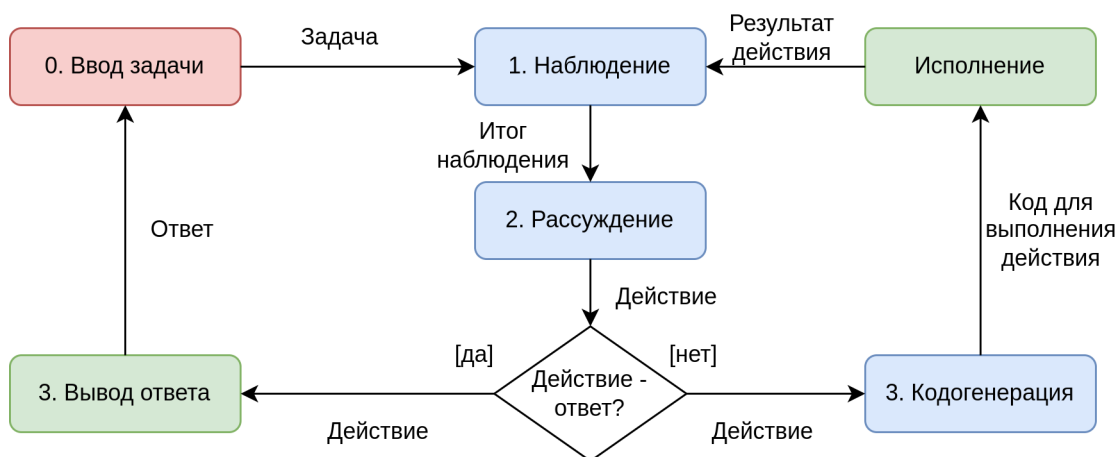 0. Ввод задачи
Задача
1. Наблюдение
Результат
действия
Исполнение
Итог
наблюдения
2. Рассуждение
Ответ
Код для
выполнения
действия
Действие
[да]
[нет]
3. Вывод ответа
Действие -
ответ?
3. Кодогенерация
Действие
Действие